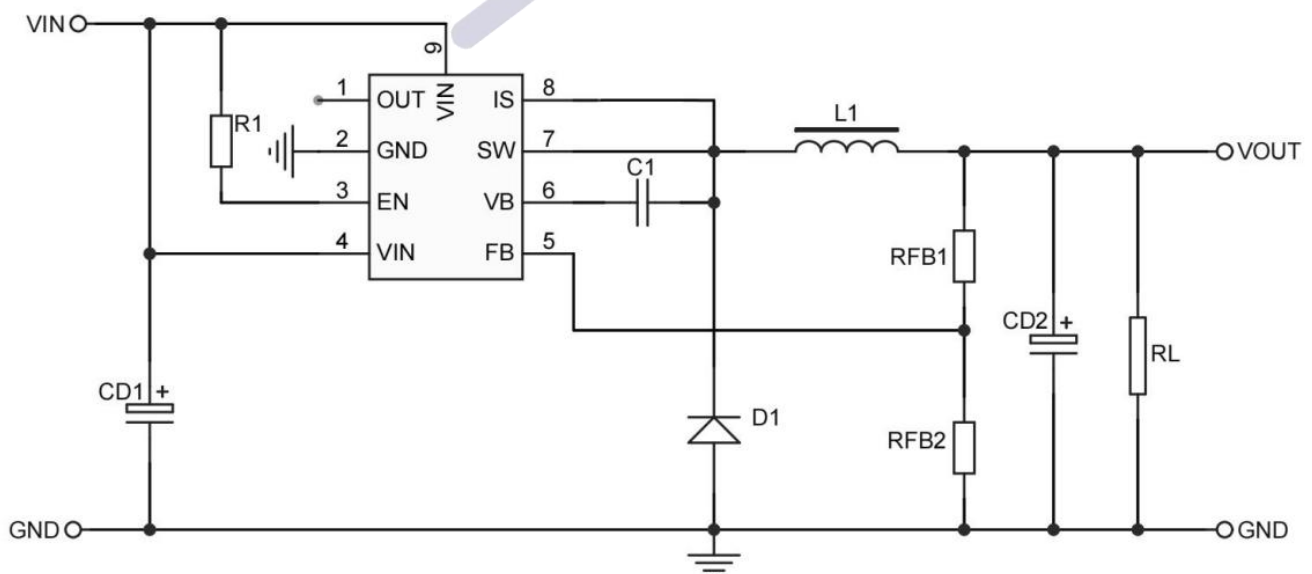 VIN
9
1 OUT VIN IS 8
R1
L1
2 GND SW 7
VOUT
C1
3 EN VB 6
4 VIN FB 5
RFB1
CD2 +
RL
CD1 +
D1
RFB2
GND
GND